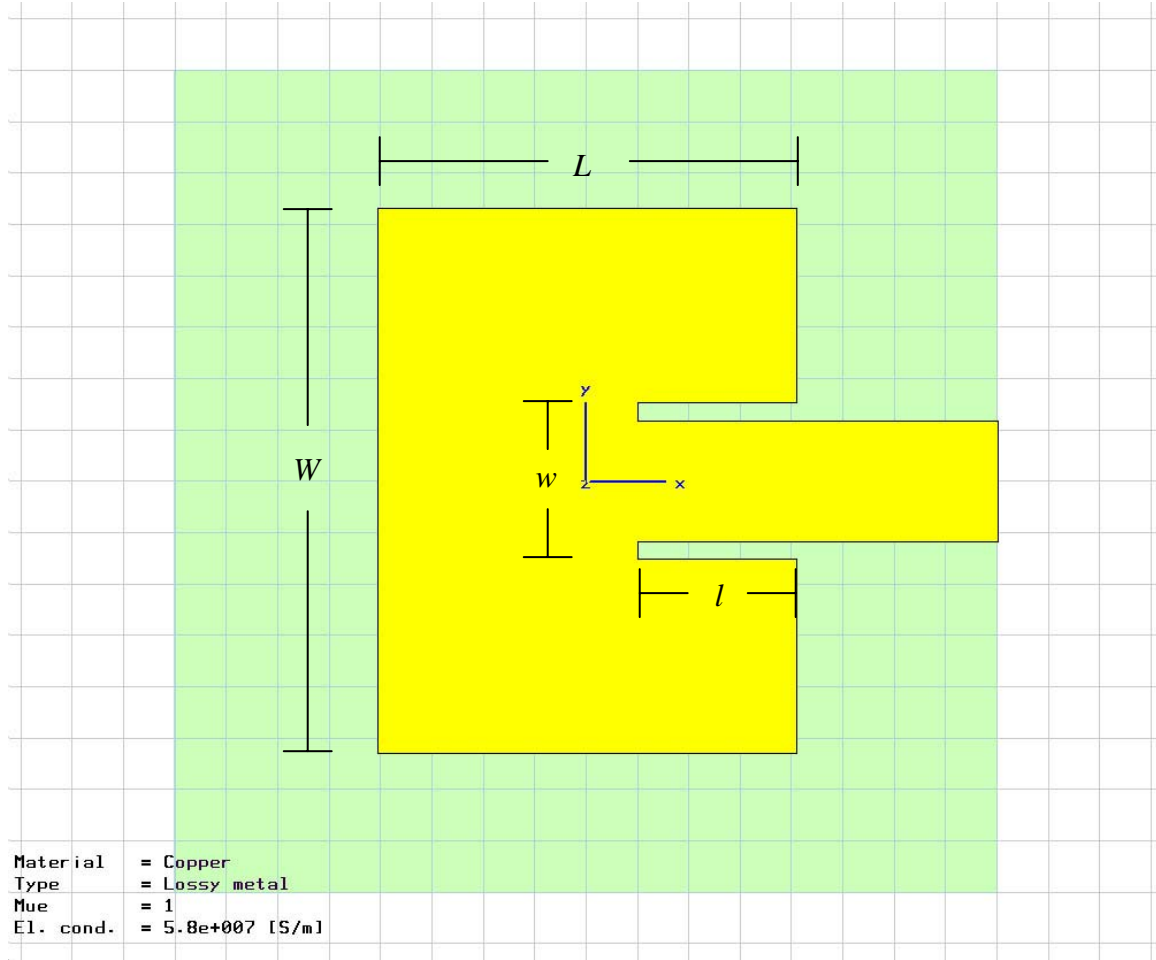 L
Y
W
w
z
x
l
Material = Copper
Type = Lossy metal
Mue = 1
El. cond. = 5.8e+007 [S/m]